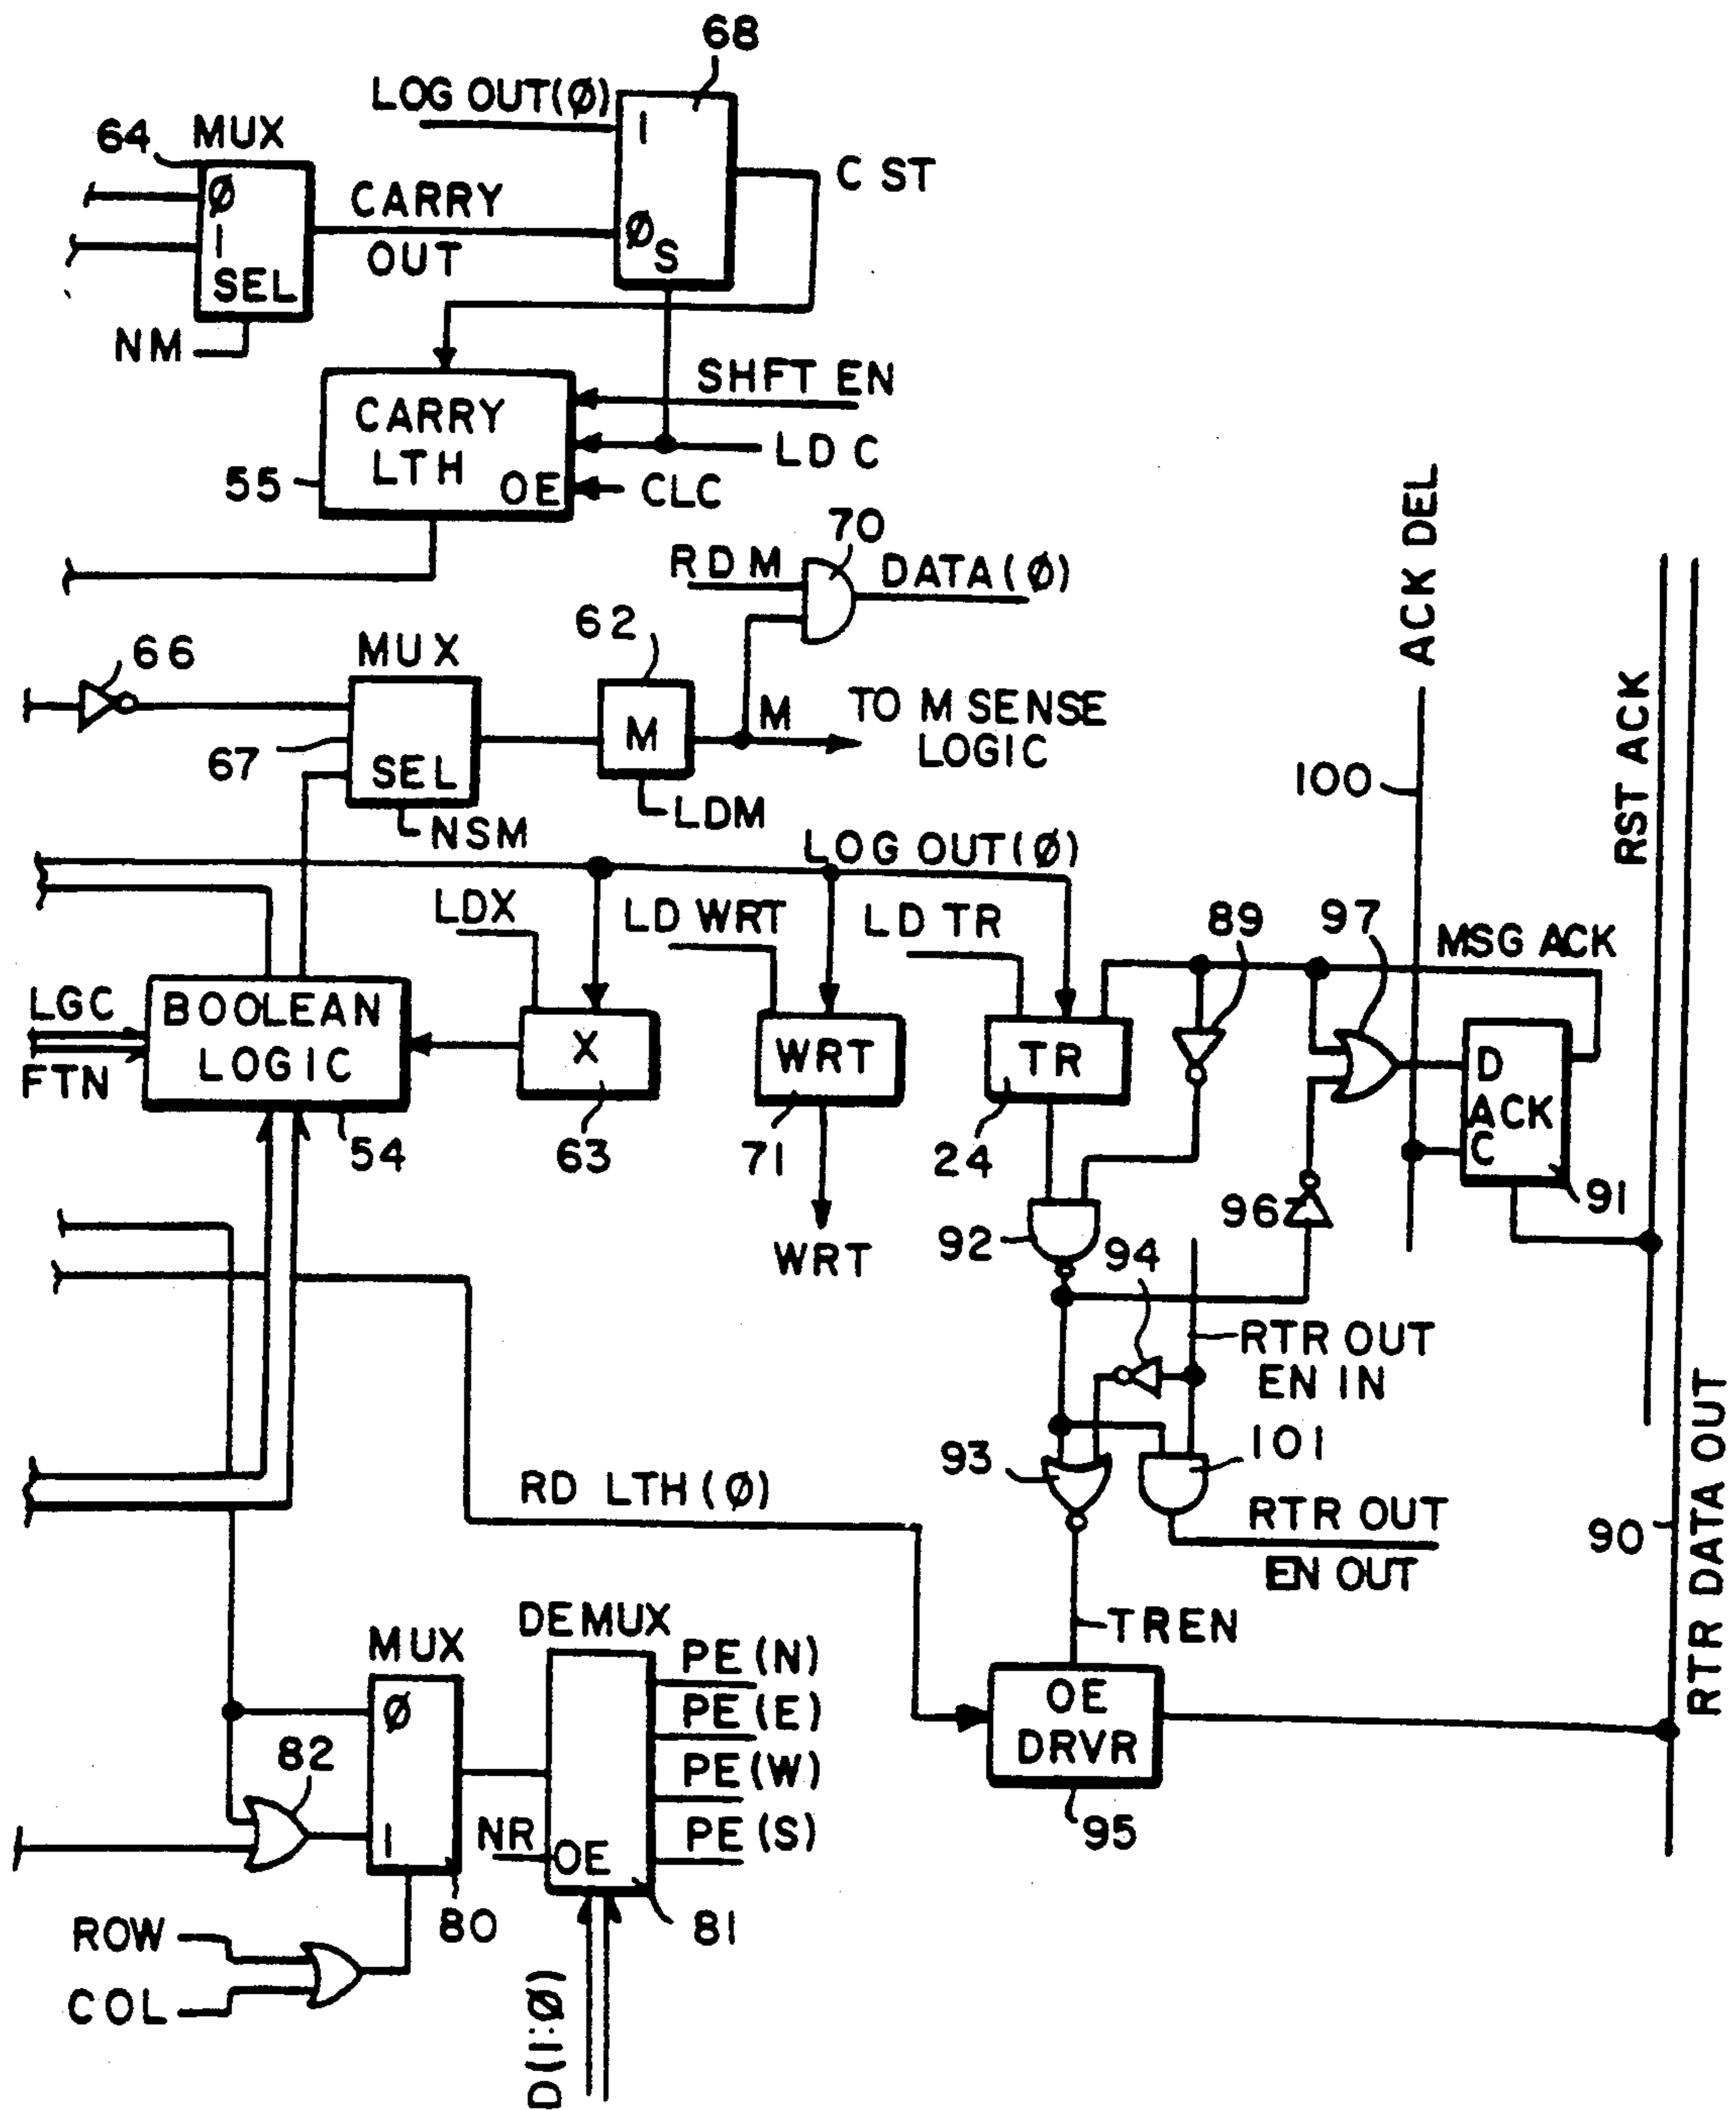 68
LOG OUT(Ø)
64 MUX
I
C ST
Ø
CARRY
OUT
Ø
I
S
SEL
NM
SHFT EN
CARRY
LTH
LD C
55
OE
CLC
70
RDM
DATA(Ø)
ACK DEL
62
66
MUX
M
TO M SENSE
LOGIC
M
67
SEL
100
RST ACK
LDM
NSM
LOG OUT(Ø)
LDX
LD WRT
LD TR
89
97
MSG ACK
LGC
BOOLEAN
LOGIC
FTN
X
WRT
TR
D
ACK
C
54
63
71
24
96
91
92
94
WRT
RTR OUT
EN IN
93
101
RD LTH(Ø)
RTR OUT
EN OUT
90
RTR DATA OUT
TREN
DEMUX
MUX
PE(N)
PE(E)
PE(W)
PE(S)
Ø
OE
DRVR
82
I
NR
OE
95
80
81
ROW
COL
D(I:Ø)